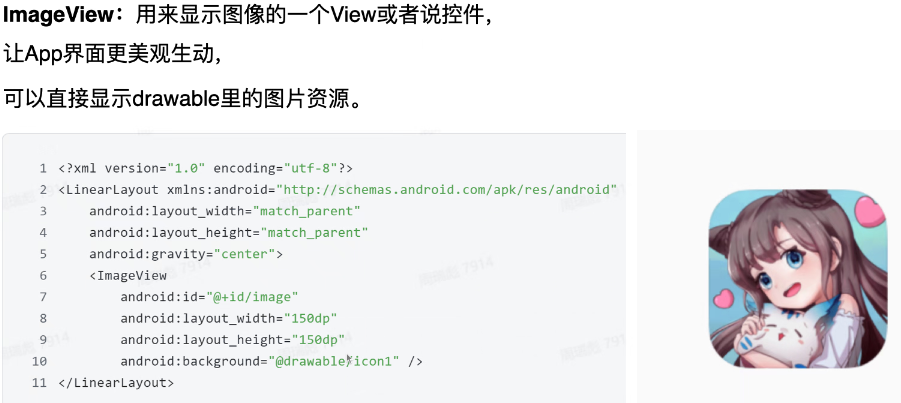 ImageView：用来显示图像的一个View或者说控件，
让App界面更美观生动，
可以直接显示drawable里的图片资源。
1 <?xml version="1.0" encoding="utf-8"?>
2 <LinearLayout xmlns:android="http://schemas.android.com/apk/res/android"
3 android:layout_width="match_parent"
4 android:layout_height="match_parent"
5 android:gravity="center">
6 <ImageView
7 android:id="@+id/image"
8 android:layout_width="150dp"
9 android:layout_height="150dp"
10 android:background="@drawable/icon1" />
11 </LinearLayout>